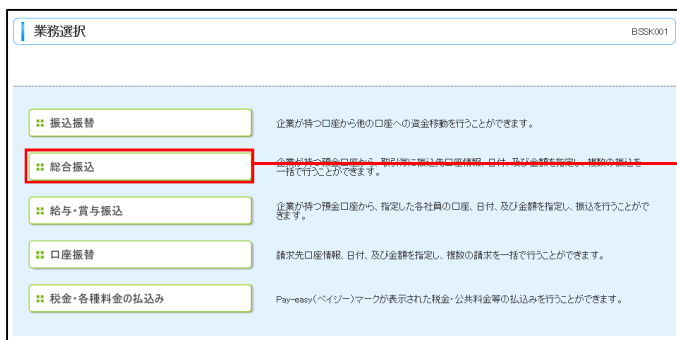 業務選択
BSSK001
振込振替
企業が持つ口座から他の口座への資金移動を行うことができます。
総合振込
企業が持つ預金口座から、取引毎に振込先口座情報、日付、及び金額を指定し、複数の振込を
一括で行うことができます。
給与・賞与振込
企業が持つ預金口座から、指定した各社員の口座、日付、及び金額を指定し、振込を行うことがで
きます。
口座振替
請求先口座情報、日付、及び金額を指定し、複数の請求を一括で行うことができます。
税金・各種料金の払込み
Pay-easy(ペイジー)マークが表示された税金・公共料金等の払込みを行うことができます。